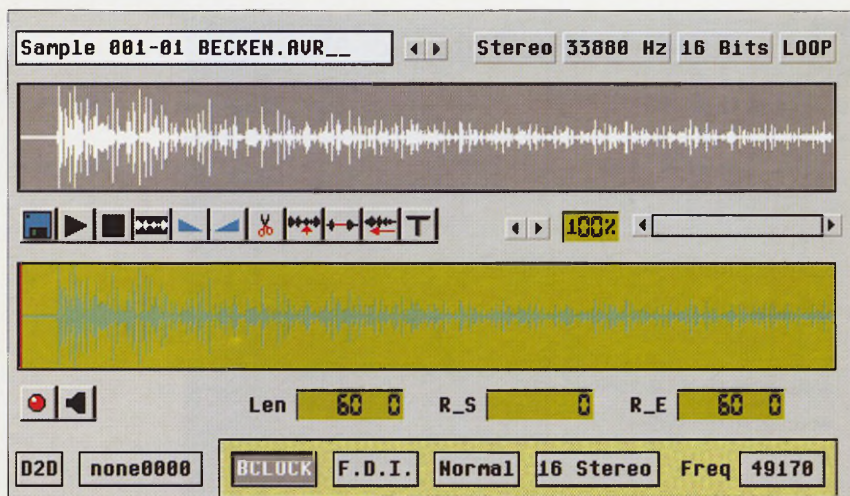 Sample 001-01 BECKEN.AVR__
Stereo 33880 Hz 16 Bits LOOP
T
100%
Len 60 0 R_S 0 R_E 60 0
D2D none0000 BCLOCK F.D.I. Normal 16 Stereo Freq 49170